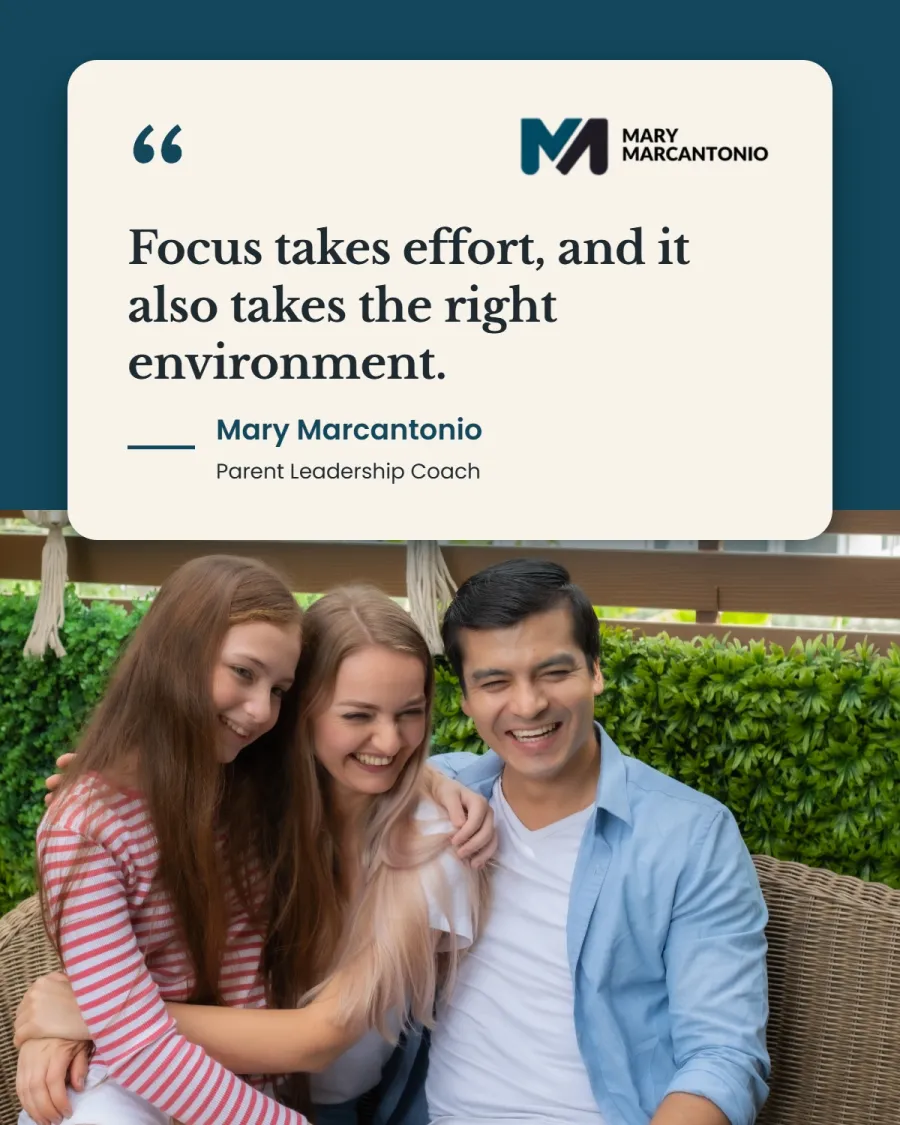 “
MARY
MARCANTONIO
Focus takes effort, and it
also takes the right
environment.
Mary Marcantonio
Parent Leadership Coach